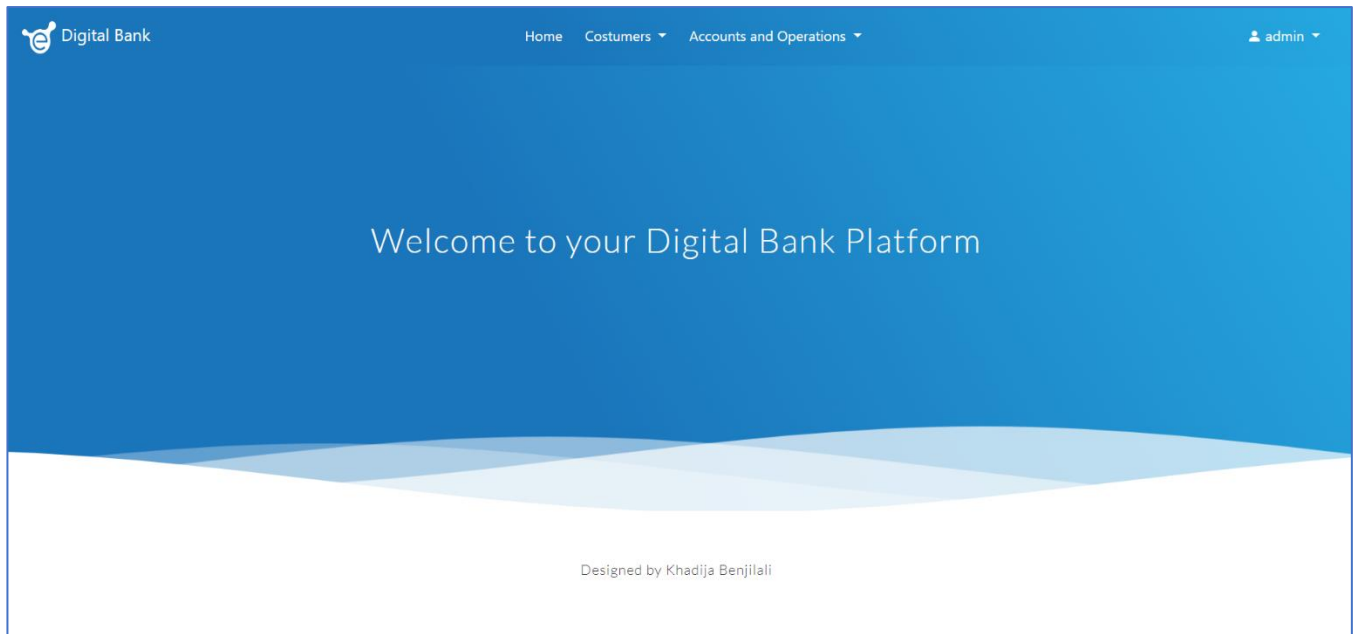 Digital Bank
Home
Costumers
Accounts and Operations
admin
Welcome to your Digital Bank Platform
Designed by Khadija Benjilali